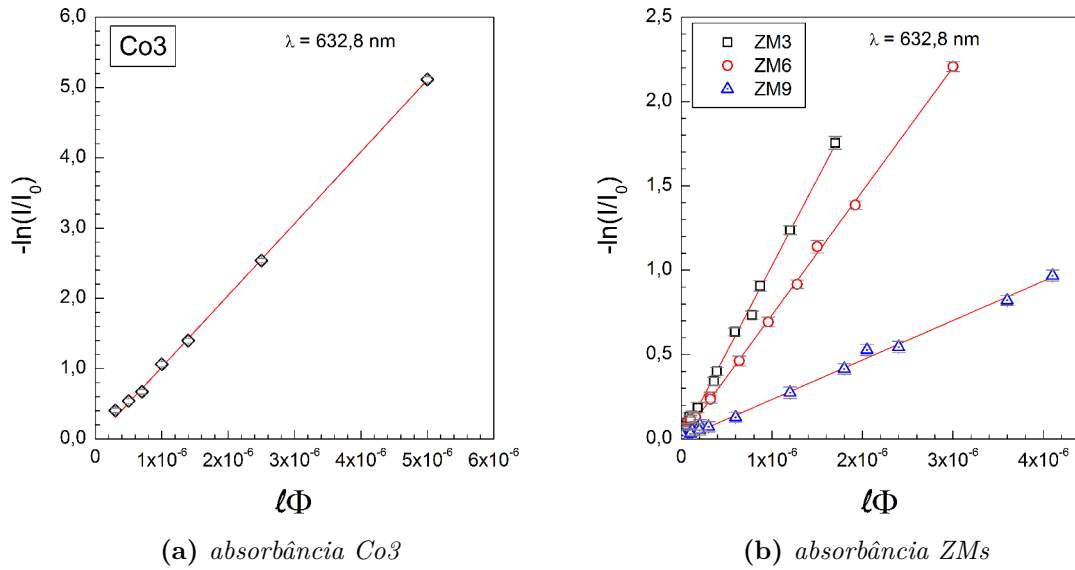 Co3
λ = 632,8 nm
6,0
5,0
4,0
3,0
2,0
1,0
0,0
-ln(I/I₀)
0 1x10⁻⁶ 2x10⁻⁶ 3x10⁻⁶ 4x10⁻⁶ 5x10⁻⁶ 6x10⁻⁶
ℓΦ
(a) absorbância Co3
ZM3
ZM6
ZM9
λ = 632,8 nm
2,5
2,0
1,5
1,0
0,5
0,0
-ln(I/I₀)
0 1x10⁻⁶ 2x10⁻⁶ 3x10⁻⁶ 4x10⁻⁶
ℓΦ
(b) absorbância ZMs